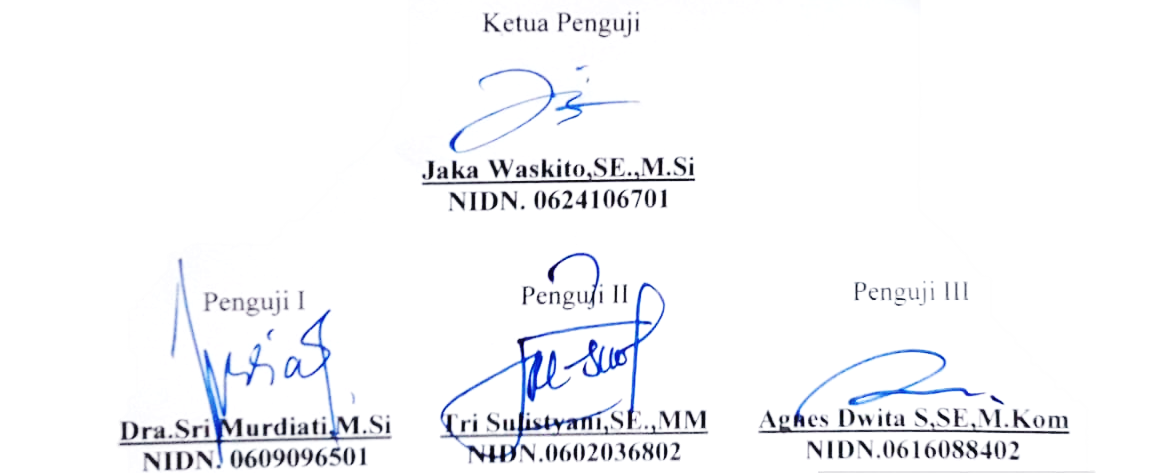 Ketua Penguji
Jaka Waskito,SE.,M.Si
NIDN. 0624106701
Penguji I
Penguji II
Penguji III
Dra.Sri Murdiati,M.Si
NIDN. 0609096501
Tri Sulistyani,SE.,MM
NIDN.0602036802
Agnes Dwita S,SE,M.Kom
NIDN.0616088402